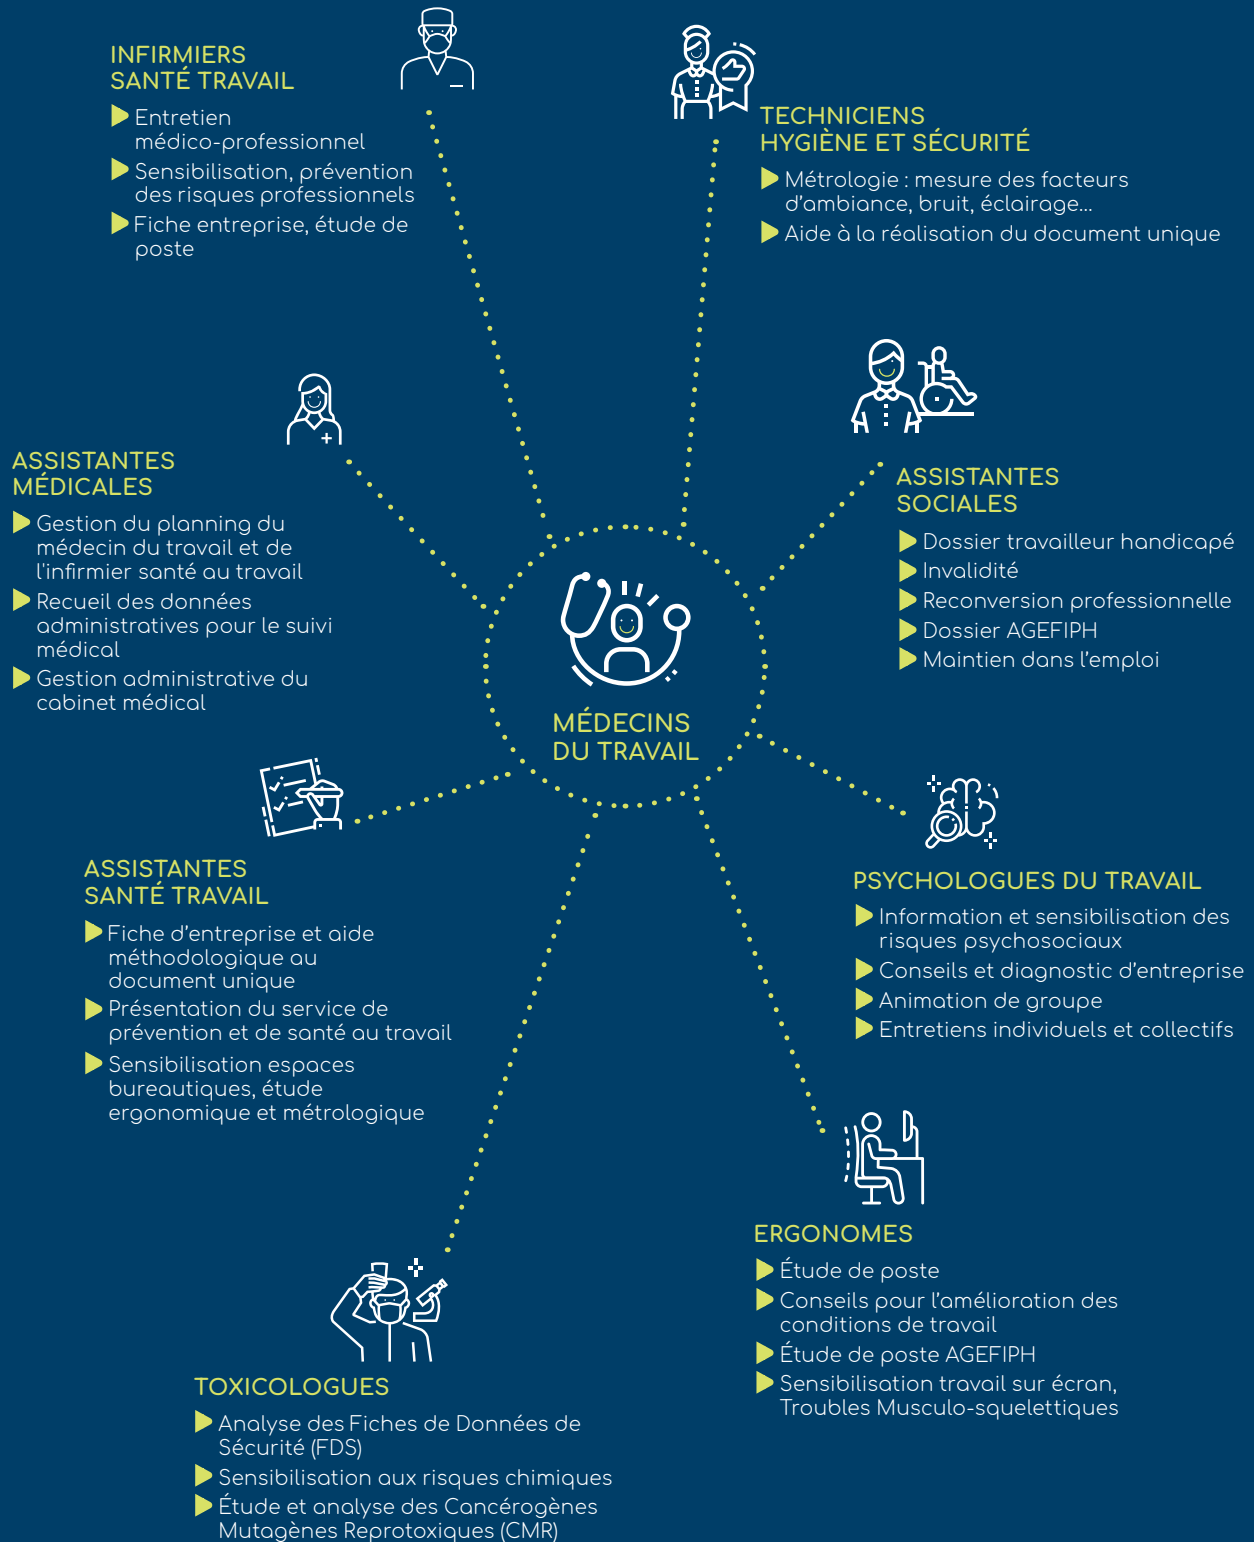 INFIRMIERS
SANTÉ TRAVAIL
Entretien
médico-professionnel
Sensibilisation, prévention
des risques professionnels
Fiche entreprise, étude de
poste
TECHNICIENS
HYGIÈNE ET SÉCURITÉ
Métrologie : mesure des facteurs
d'ambiance, bruit, éclairage...
Aide à la réalisation du document unique
ASSISTANTES
MÉDICALES
Gestion du planning du
médecin du travail et de
l'infirmier santé au travail
Recueil des données
administratives pour le suivi
médical
Gestion administrative du
cabinet médical
ASSISTANTES
SOCIALES
Dossier travailleur handicapé
Invalidité
Reconversion professionnelle
Dossier AGEFIPH
Maintien dans l'emploi
MÉDECINS
DU TRAVAIL
ASSISTANTES
SANTÉ TRAVAIL
Fiche d'entreprise et aide
méthodologique au
document unique
Présentation du service de
prévention et de santé au travail
Sensibilisation espaces
bureautiques, étude
ergonomique et métrologique
PSYCHOLOGUES DU TRAVAIL
Information et sensibilisation des
risques psychosociaux
Conseils et diagnostic d'entreprise
Animation de groupe
Entretiens individuels et collectifs
ERGONOMES
Étude de poste
Conseils pour l'amélioration des
conditions de travail
Étude de poste AGEFIPH
Sensibilisation travail sur écran,
Troubles Musculo-squelettiques
TOXICOLOGUES
Analyse des Fiches de Données de
Sécurité (FDS)
Sensibilisation aux risques chimiques
Étude et analyse des Cancérogènes
Mutagènes Reprotoxiques (CMR)